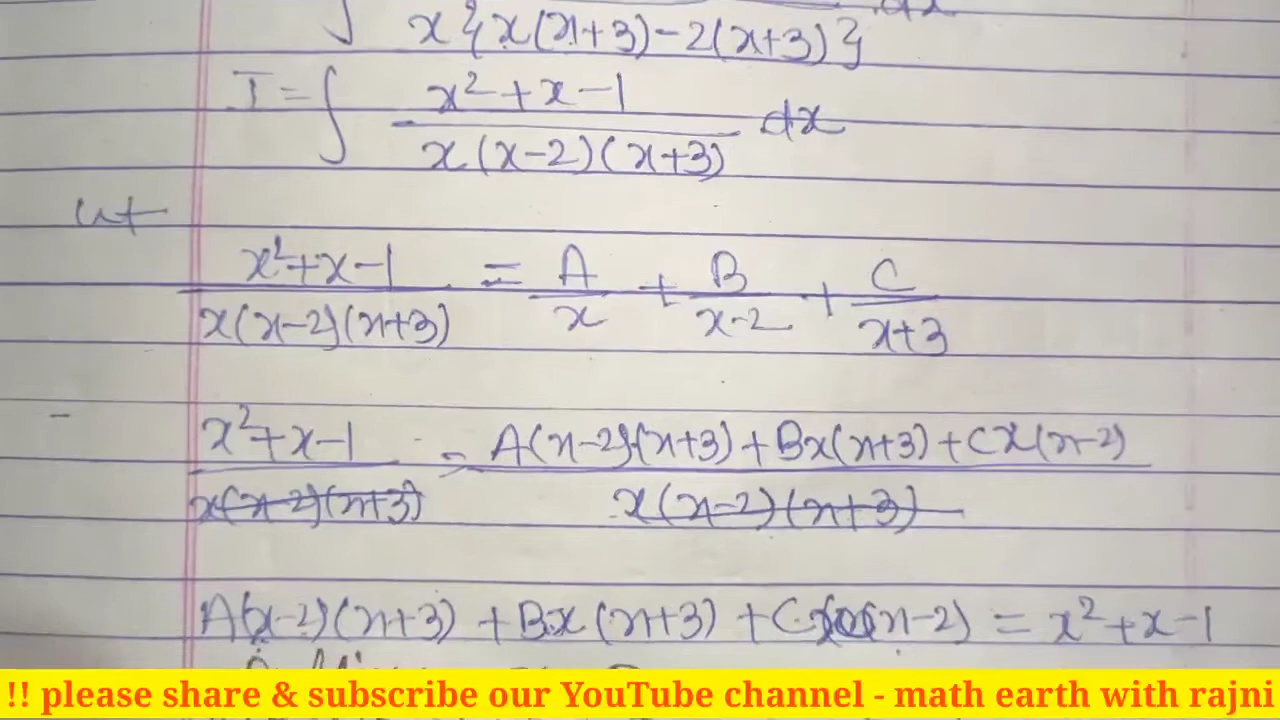 x{x(x+3)-2(x+3)}
I = ∫ x²+x-1 / x(x-2)(x+3) dx
Let
x²+x-1 / x(x-2)(x+3) = A/x + B/x-2 + C/x+3
x²+x-1 / x(x-2)(x+3) = A(x-2)(x+3)+Bx(x+3)+Cx(x-2) / x(x-2)(x+3)
A(x-2)(x+3) + Bx(x+3) + Cx(x-2) = x²+x-1
!! please share & subscribe our YouTube channel - math earth with rajni